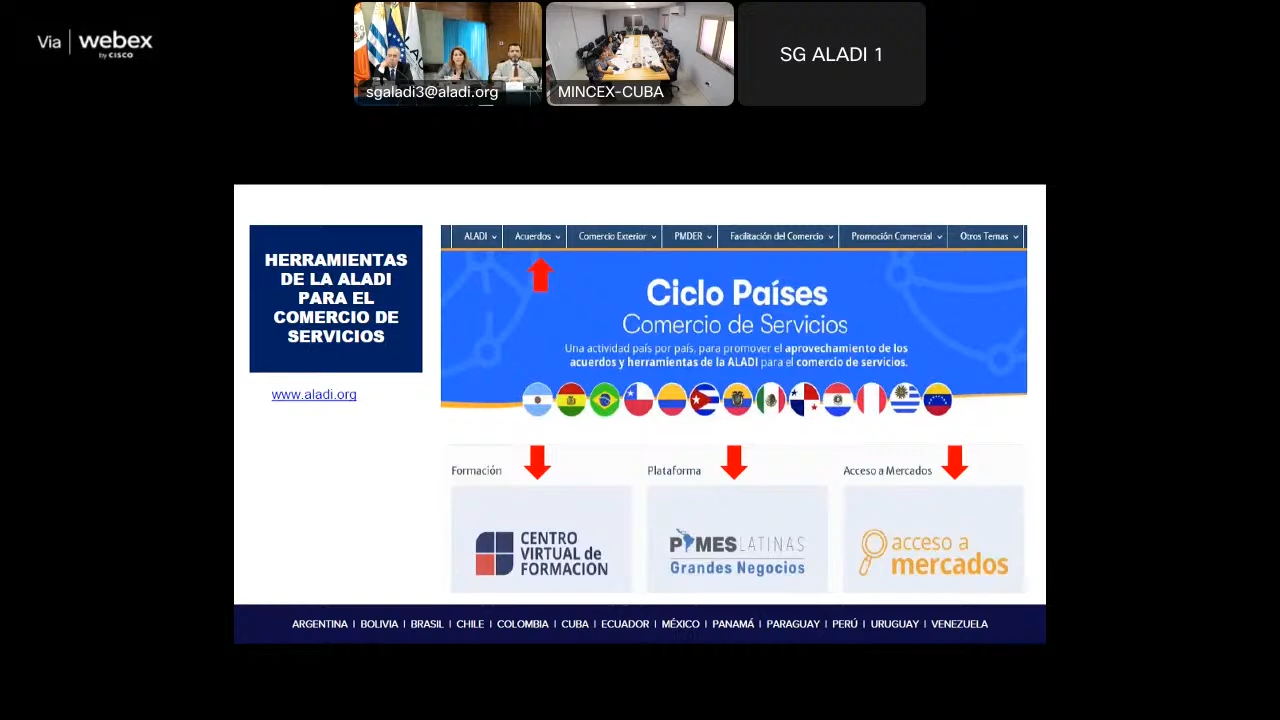 Via | webex
by CISCO
sgaladi3@aladi.org
MINCEX-CUBA
SG ALADI 1
HERRAMIENTAS
DE LA ALADI
PARA EL
COMERCIO DE
SERVICIOS
www.aladi.org
ALADI
Acuerdos
Comercio Exterior
PMDER
Facilitación del Comercio
Promoción Comercial
Otros Temas
Ciclo Países
Comercio de Servicios
Una actividad país por país, para promover el aprovechamiento de los
acuerdos y herramientas de la ALADI para el comercio de servicios.
Formación
Plataforma
Acceso a Mercados
CENTRO
VIRTUAL de
FORMACION
PYMESLATINAS
Grandes Negocios
acceso a
mercados
ARGENTINA | BOLIVIA | BRASIL | CHILE | COLOMBIA | CUBA | ECUADOR | MÉXICO | PANAMÁ | PARAGUAY | PERÚ | URUGUAY | VENEZUELA